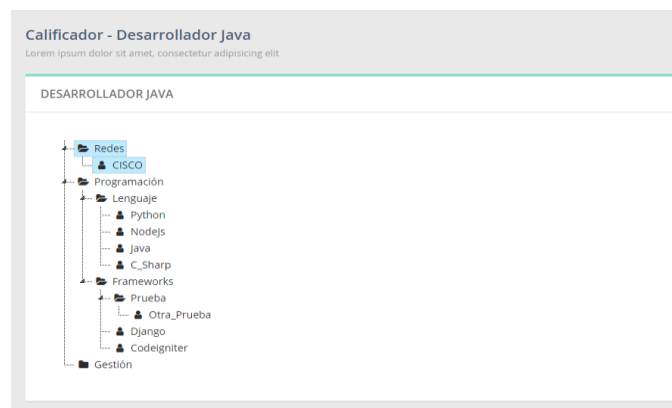 Calificador - Desarrollador Java
Lorem ipsum dolor sit amet, consectetur adipisicing elit
DESARROLLADOR JAVA
Redes
CISCO
Programación
Lenguaje
Python
NodeJs
Java
C_Sharp
Frameworks
Prueba
Otra_Prueba
Django
Codeigniter
Gestión